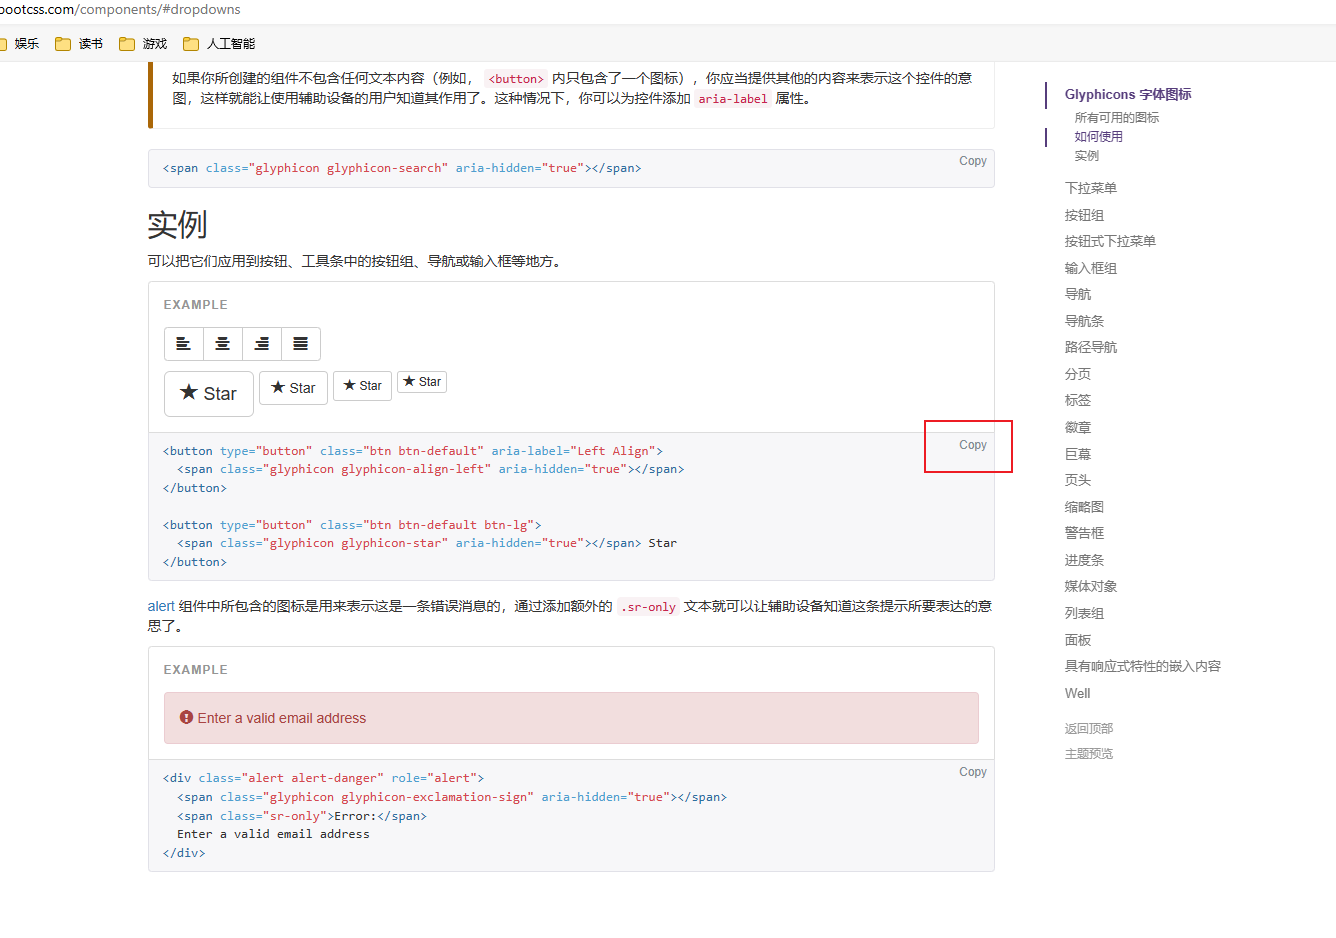 bootcss.com/components/#dropdowns
娱乐 读书 游戏 人工智能
如果你所创建的组件不包含任何文本内容（例如， <button> 内只包含了一个图标），你应当提供其他的内容来表示这个控件的意
图，这样就能让使用辅助设备的用户知道其作用了。这种情况下，你可以为控件添加 aria-label 属性。
Copy
<span class="glyphicon glyphicon-search" aria-hidden="true"></span>
实例
可以把它们应用到按钮、工具条中的按钮组、导航或输入框等地方。
EXAMPLE
Star Star Star Star
Copy
<button type="button" class="btn btn-default" aria-label="Left Align">
  <span class="glyphicon glyphicon-align-left" aria-hidden="true"></span>
</button>
<button type="button" class="btn btn-default btn-lg">
  <span class="glyphicon glyphicon-star" aria-hidden="true"></span> Star
</button>
alert 组件中所包含的图标是用来表示这是一条错误消息的，通过添加额外的 .sr-only 文本就可以让辅助设备知道这条提示所要表达的意
思了。
EXAMPLE
Enter a valid email address
Copy
<div class="alert alert-danger" role="alert">
  <span class="glyphicon glyphicon-exclamation-sign" aria-hidden="true"></span>
  <span class="sr-only">Error:</span>
  Enter a valid email address
</div>
Glyphicons 字体图标
所有可用的图标
如何使用
实例
下拉菜单
按钮组
按钮式下拉菜单
输入框组
导航
导航条
路径导航
分页
标签
徽章
巨幕
页头
缩略图
警告框
进度条
媒体对象
列表组
面板
具有响应式特性的嵌入内容
Well
返回顶部
主题预览